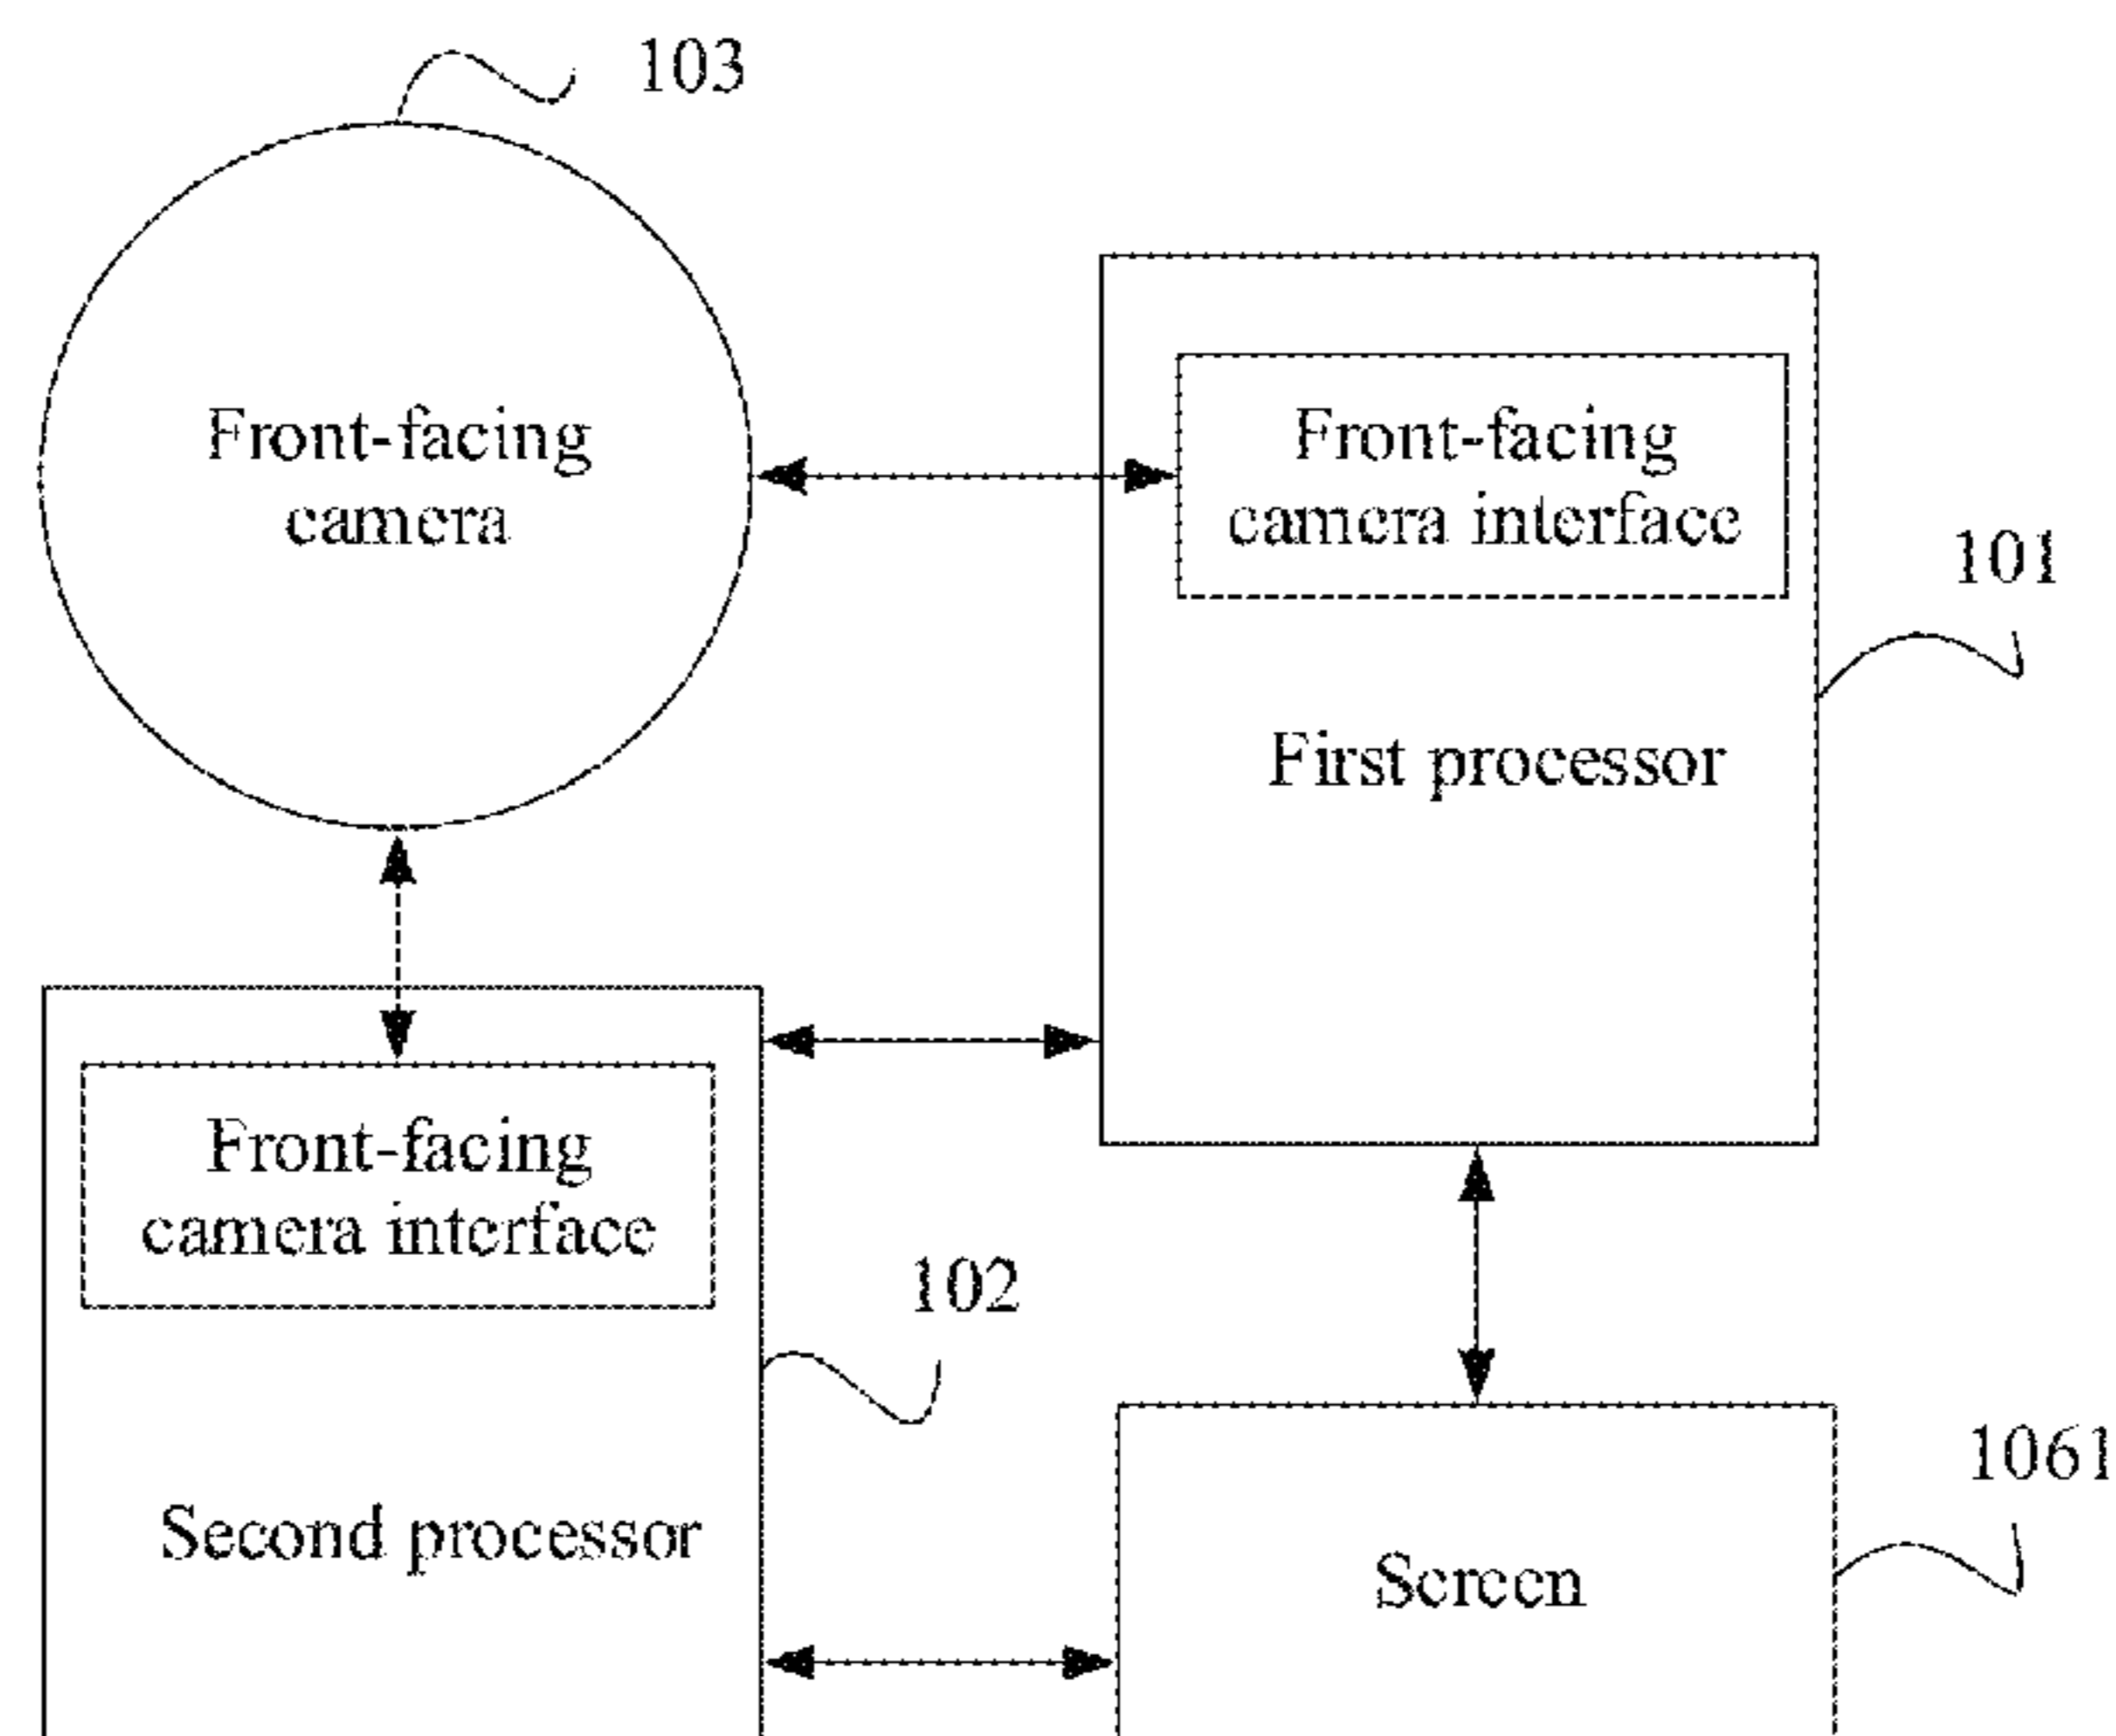 103
Front-facing
camera
Front-facing
camera interface
101
First processor
Front-facing
camera interface
102
Second processor
1061
Screen